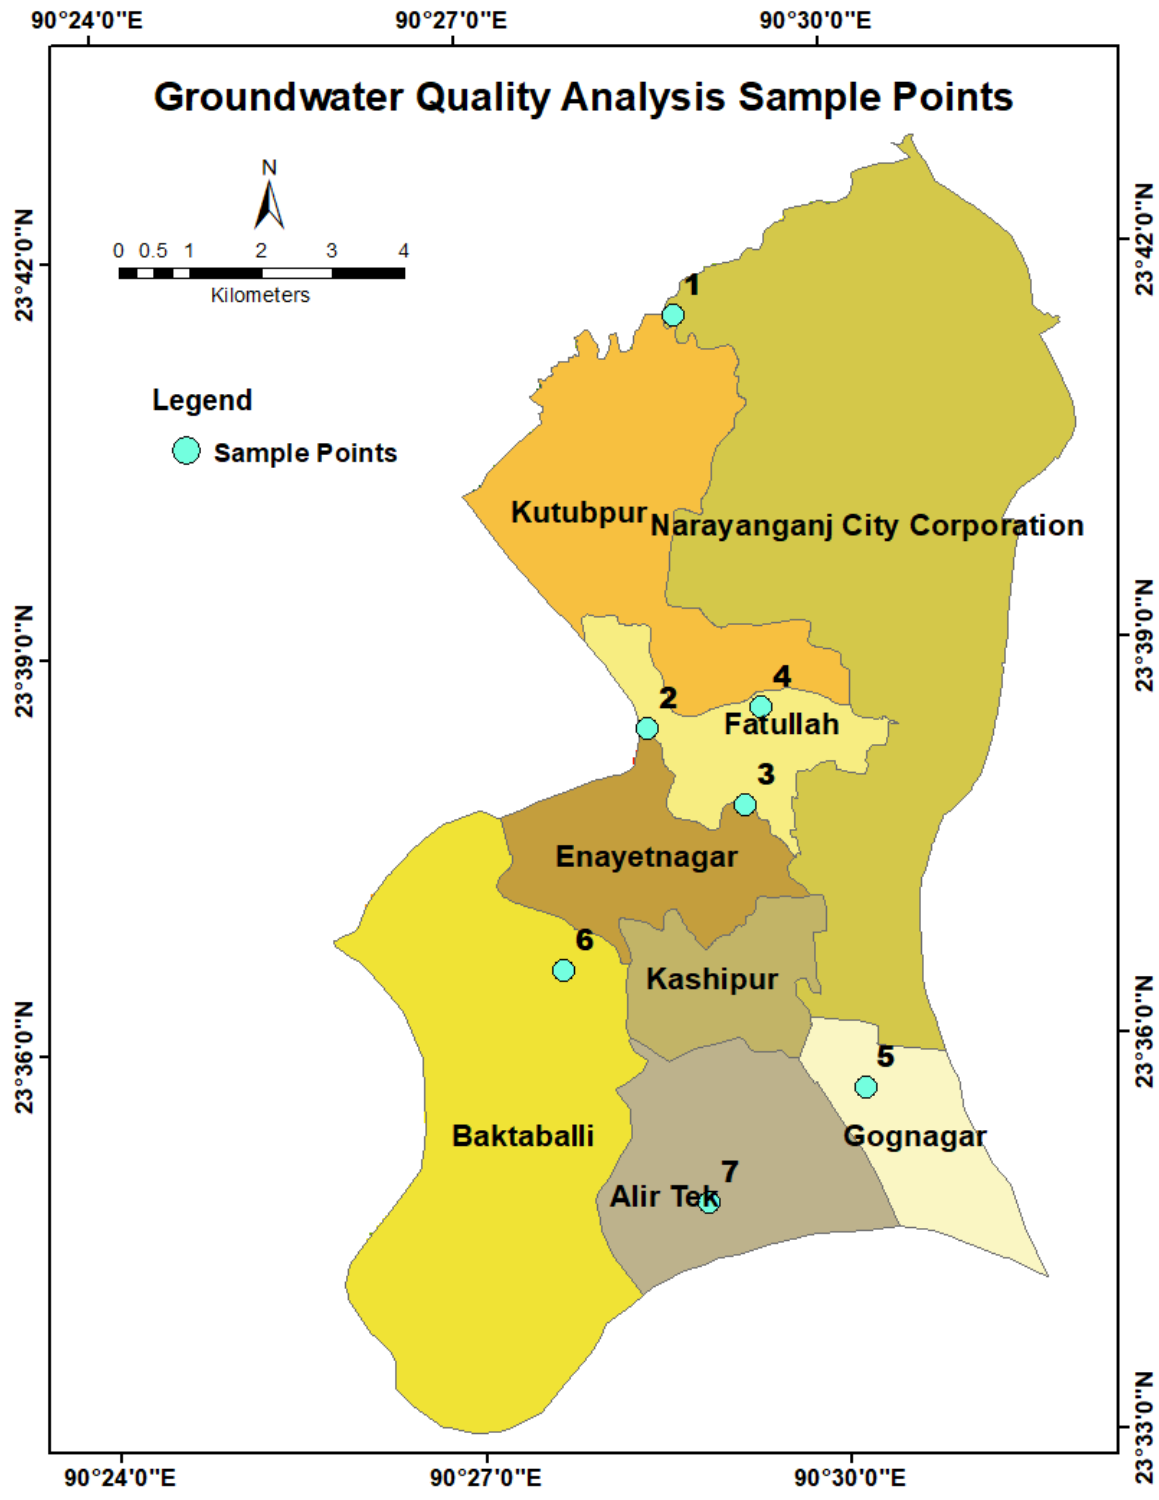 90°24'0"E 90°27'0"E 90°30'0"E
Groundwater Quality Analysis Sample Points
N
0 0.5 1 2 3 4
Kilometers
23°42'0"N
23°42'0"N
1
Legend
Sample Points
Kutubpur
Narayanganj City Corporation
23°39'0"N
23°39'0"N
4
2
Fatullah
3
Enayetnagar
6
Kashipur
23°36'0"N
23°36'0"N
5
Baktaballi
Gognagar
7
Alir Tek
23°33'0"N
90°24'0"E 90°27'0"E 90°30'0"E